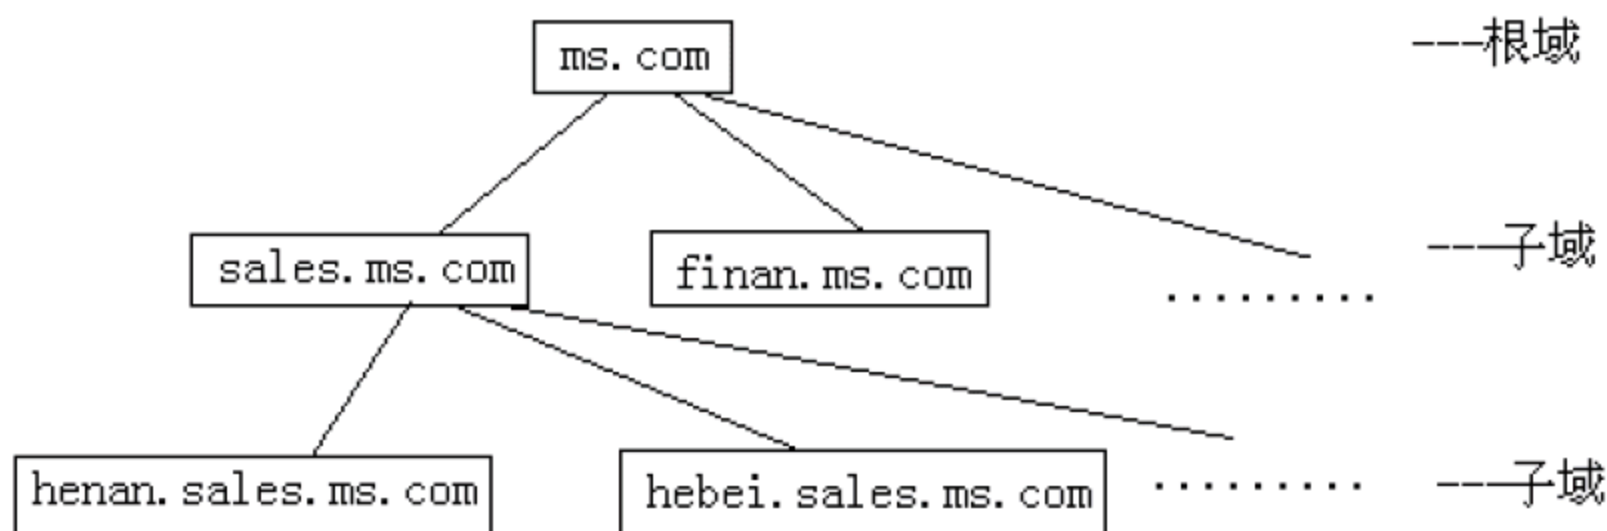 ms.com ---根域
sales.ms.com finan.ms.com ......... ---子域
henan.sales.ms.com hebei.sales.ms.com ......... ---子域